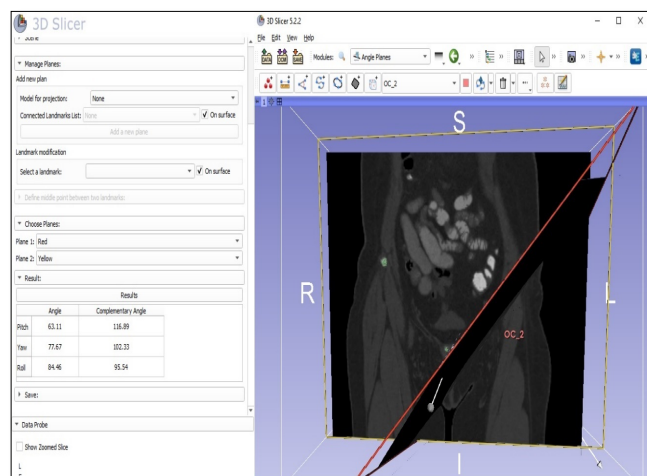 3D Slicer
Manage Planes:
Add new plan
Model for projection: None
Connected Landmarks List: None On surface
Add a new plane
Landmark modification
Select a landmark: On surface
Define middle point between two landmarks:
Choose Planes:
Plane 1: Red
Plane 2: Yellow
Result:
Results
Angle Complementary Angle
Pitch 63.11 116.89
Yaw 77.67 102.33
Roll 84.46 95.54
Save:
Data Probe
Show Zoomed Slice
L
3D Slicer 5.2.2
File Edit View Help
DATA DCM SAVE Modules: Angle Planes
OC_2
1
S
R
L
OC_2
I